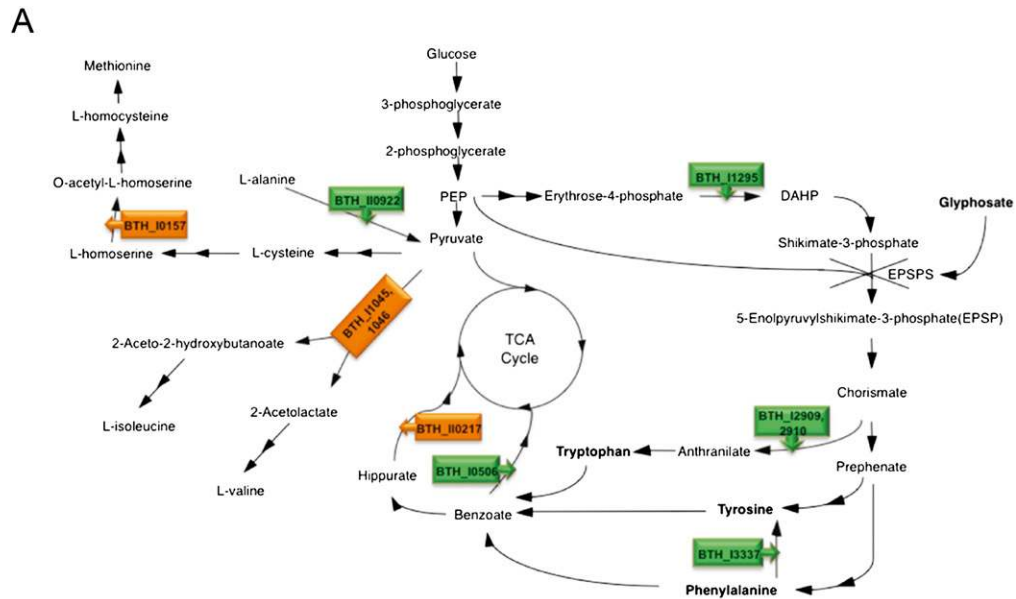 A
Glucose
Methionine
3-phosphoglycerate
L-homocysteine
2-phosphoglycerate
O-acetyl-L-homoserine
L-alanine
BTH_II0922
PEP
Erythrose-4-phosphate
BTH_I1295
DAHP
Glyphosate
BTH_I0157
Pyruvate
Shikimate-3-phosphate
L-homoserine
L-cysteine
EPSPS
BTH_I1045,
1046
5-Enolpyruvylshikimate-3-phosphate(EPSP)
2-Aceto-2-hydroxybutanoate
TCA
Cycle
Chorismate
L-isoleucine
2-Acetolactate
BTH_II0217
BTH_I2909,
2910
Tryptophan
Anthranilate
Prephenate
Hippurate
BTH_I0506
L-valine
Benzoate
Tyrosine
BTH_I3337
Phenylalanine